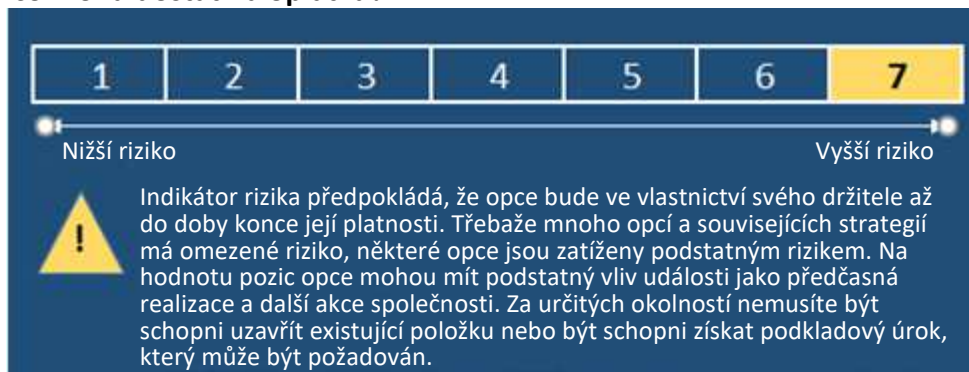 1 2 3 4 5 6 7
Nižší riziko Vyšší riziko
! Indikátor rizika předpokládá, že opce bude ve vlastnictví svého držitele až
do doby konce její platnosti. Třebaže mnoho opcí a souvisejících strategií
má omezené riziko, některé opce jsou zatíženy podstatným rizikem. Na
hodnotu pozic opce mohou mít podstatný vliv události jako předčasná
realizace a další akce společnosti. Za určitých okolností nemusíte být
schopni uzavřít existující položku nebo být schopni získat podkladový úrok,
který může být požadován.